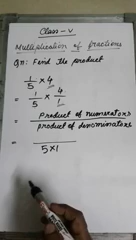 Class-V
Multiplication of fractions
Q11: Find the product
1/5 × 4
= 1/5 × 4/1
= Product of numerators / product of denominators
= 
5×1